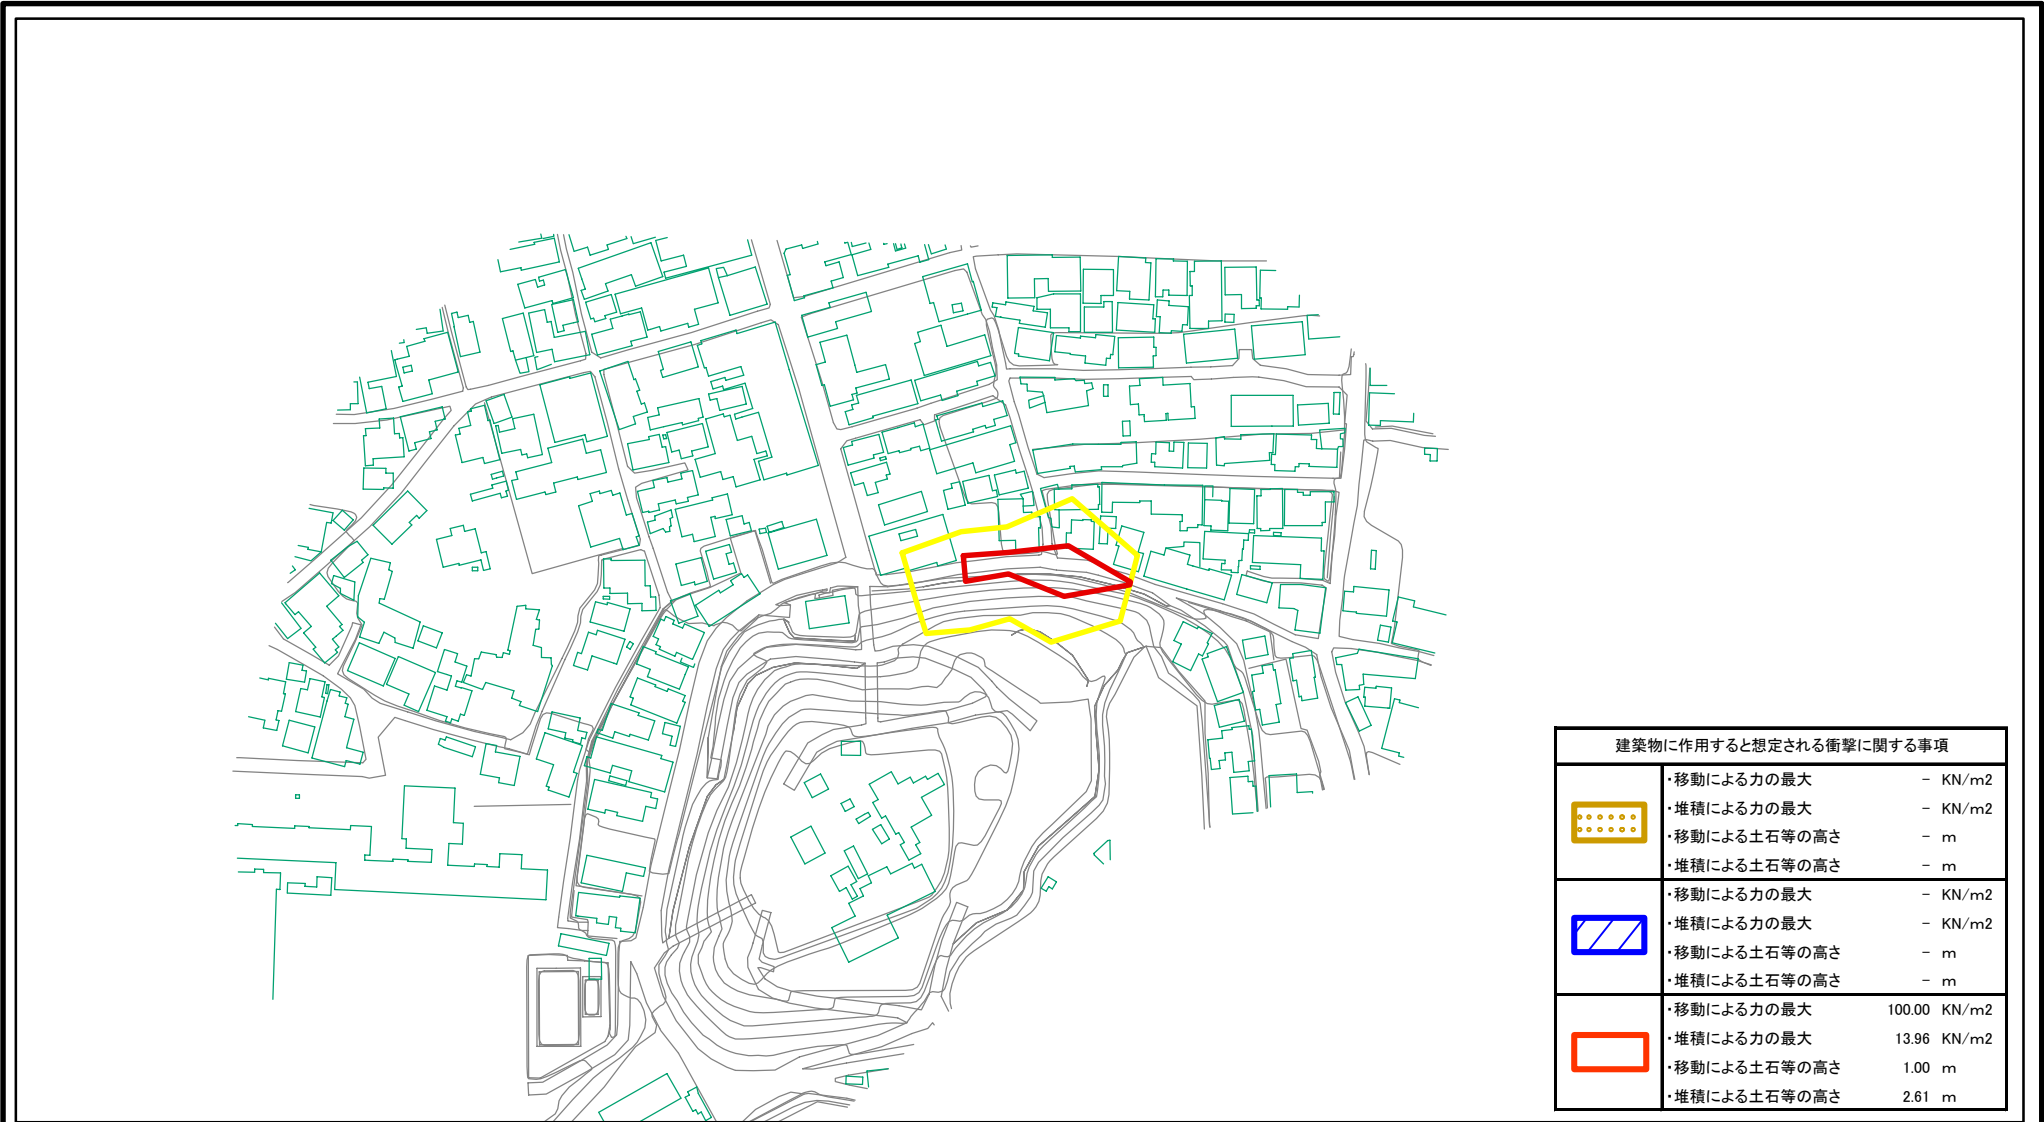 建築物に作用すると想定される衝撃に関する事項
・移動による力の最大 － KN/m2
・堆積による力の最大 － KN/m2
・移動による土石等の高さ － m
・堆積による土石等の高さ － m
・移動による力の最大 － KN/m2
・堆積による力の最大 － KN/m2
・移動による土石等の高さ － m
・堆積による土石等の高さ － m
・移動による力の最大 100.00 KN/m2
・堆積による力の最大 13.96 KN/m2
・移動による土石等の高さ 1.00 m
・堆積による土石等の高さ 2.61 m